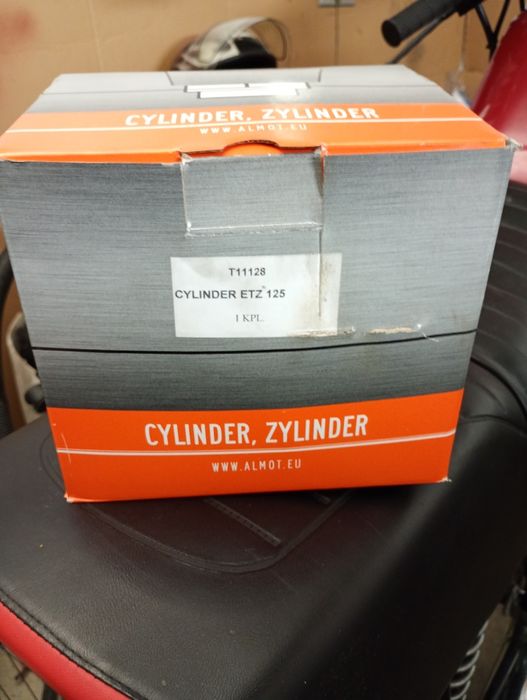 CYLINDER, ZYLINDER
WWW.ALMOT.EU
T11128
CYLINDER ETZ 125
1 KPL.
CYLINDER, ZYLINDER
WWW.ALMOT.EU